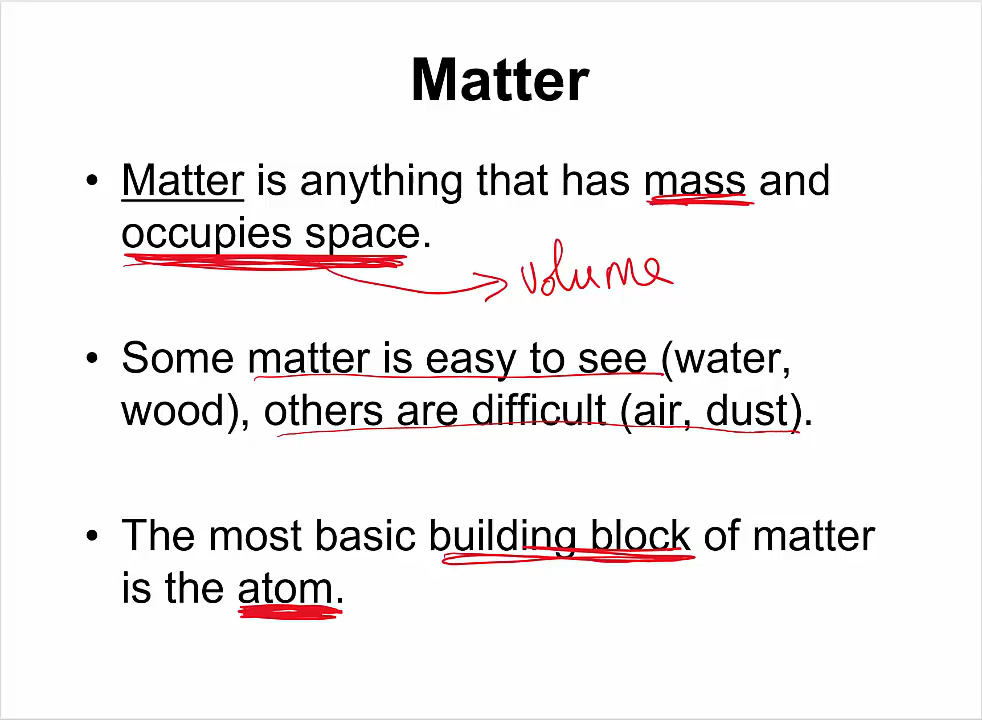 Matter
• Matter is anything that has mass and
occupies space.
volume
• Some matter is easy to see (water,
wood), others are difficult (air, dust).
• The most basic building block of matter
is the atom.